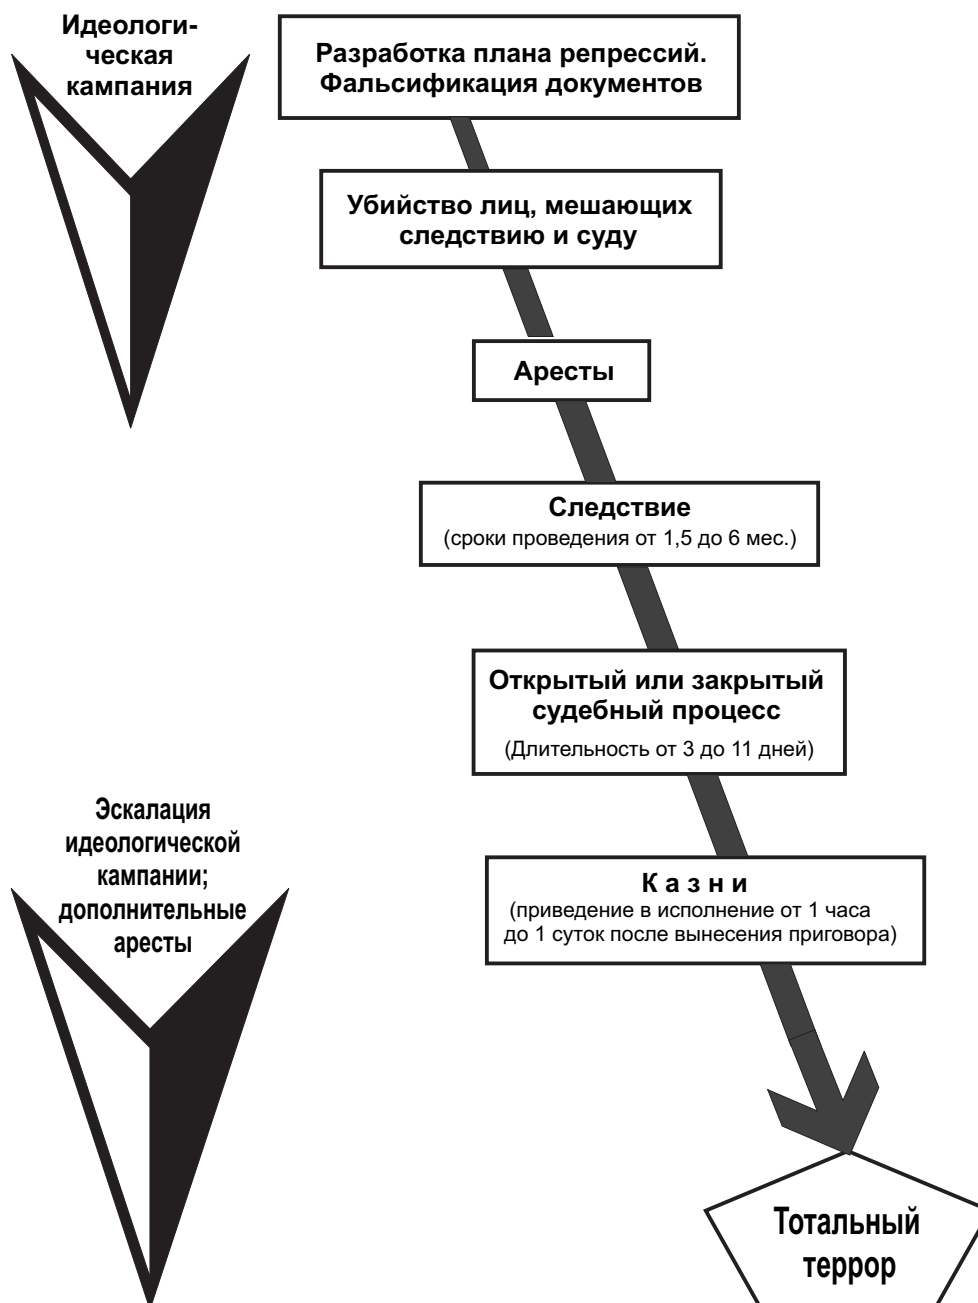 Идеологи-
ческая
кампания
Разработка плана репрессий.
Фальсификация документов
Убийство лиц, мешающих
следствию и суду
Аресты
Следствие
(сроки проведения от 1,5 до 6 мес.)
Открытый или закрытый
судебный процесс
(Длительность от 3 до 11 дней)
Эскалация
идеологической
кампании;
дополнительные
аресты
К а з н и
(приведение в исполнение от 1 часа
до 1 суток после вынесения приговора)
Тотальный
террор